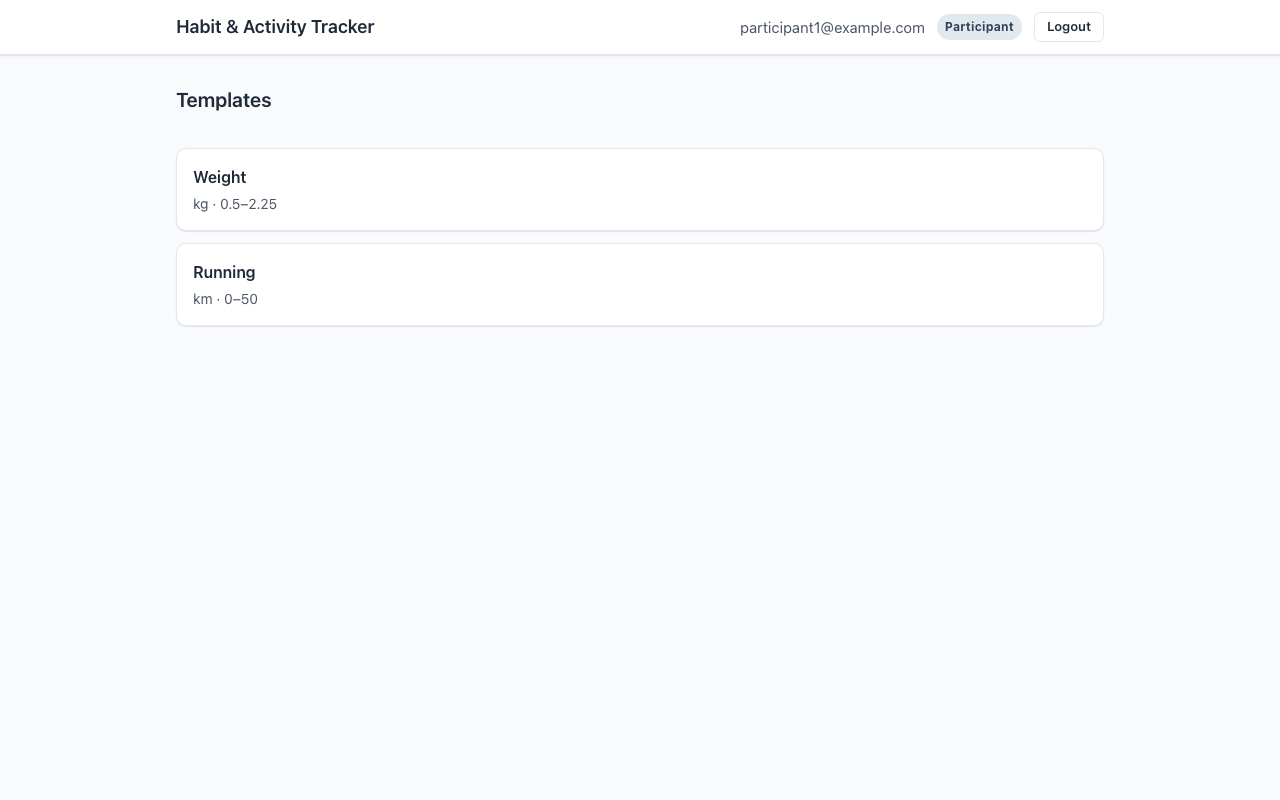 Habit & Activity Tracker
participant1@example.com
Participant
Logout
Templates
Weight
kg · 0.5–2.25
Running
km · 0–50